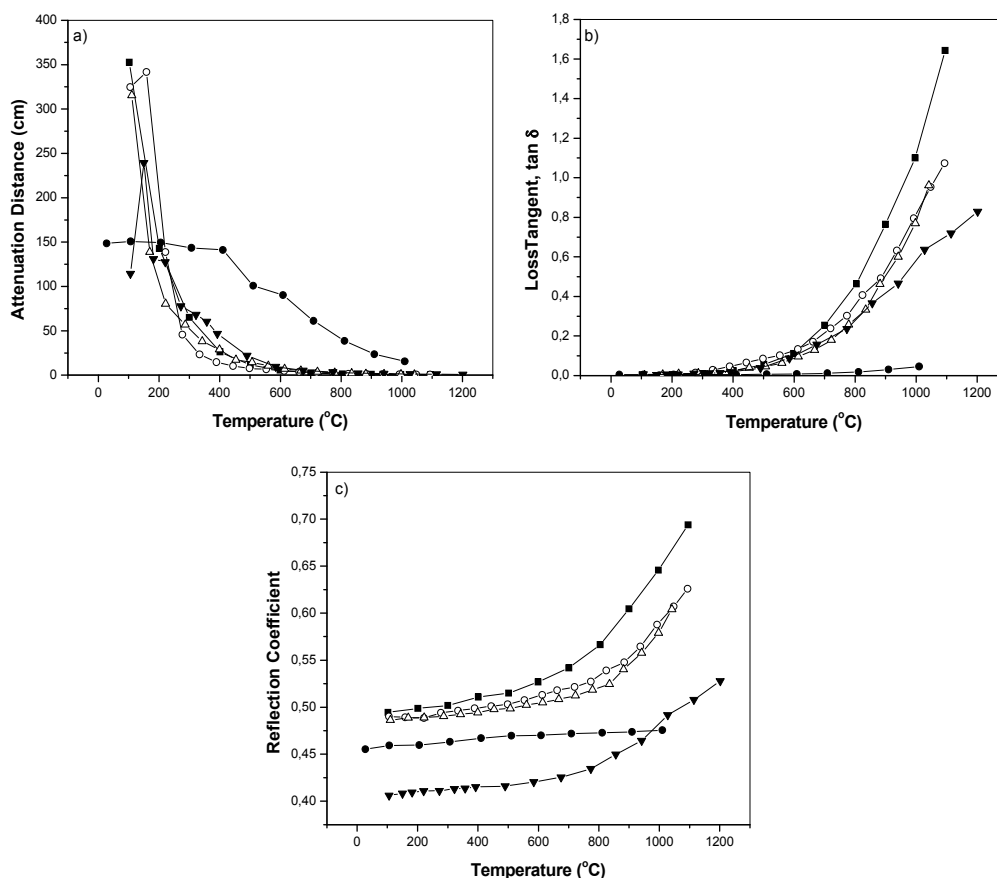 a)
400
350
300
250
200
150
100
50
0
Attenuation Distance (cm)
0 200 400 600 800 1000 1200
Temperature (°C)
b)
1,8
1,6
1,4
1,2
1,0
0,8
0,6
0,4
0,2
0,0
LossTangent, tan δ
0 200 400 600 800 1000 1200
Temperature (°C)
c)
0,75
0,70
0,65
0,60
0,55
0,50
0,45
0,40
Reflection Coefficient
0 200 400 600 800 1000 1200
Temperature (°C)